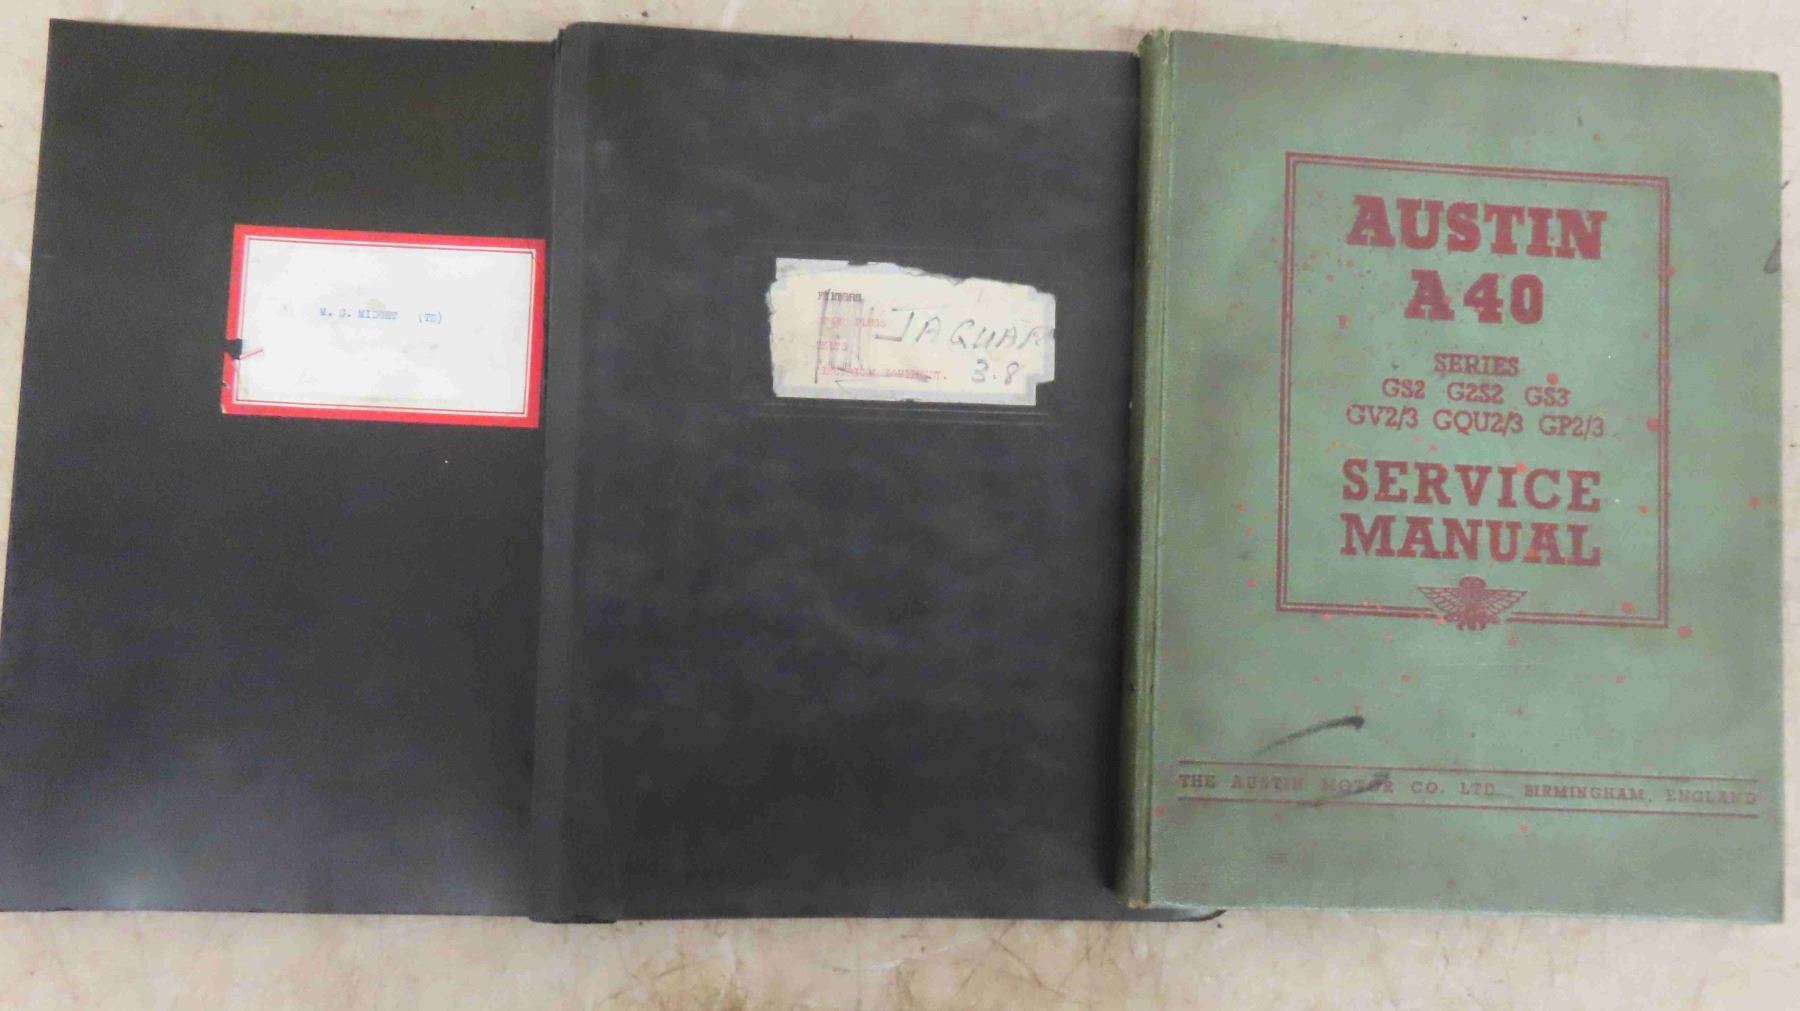 M. G. MIDGET (TD)
JAGUAR
3.8
AUSTIN
A40
SERIES
GS2 G2S2 GS3
GV2/3 GQU2/3 GP2/3
SERVICE
MANUAL
THE AUSTIN MOTOR CO. LTD., BIRMINGHAM, ENGLAND